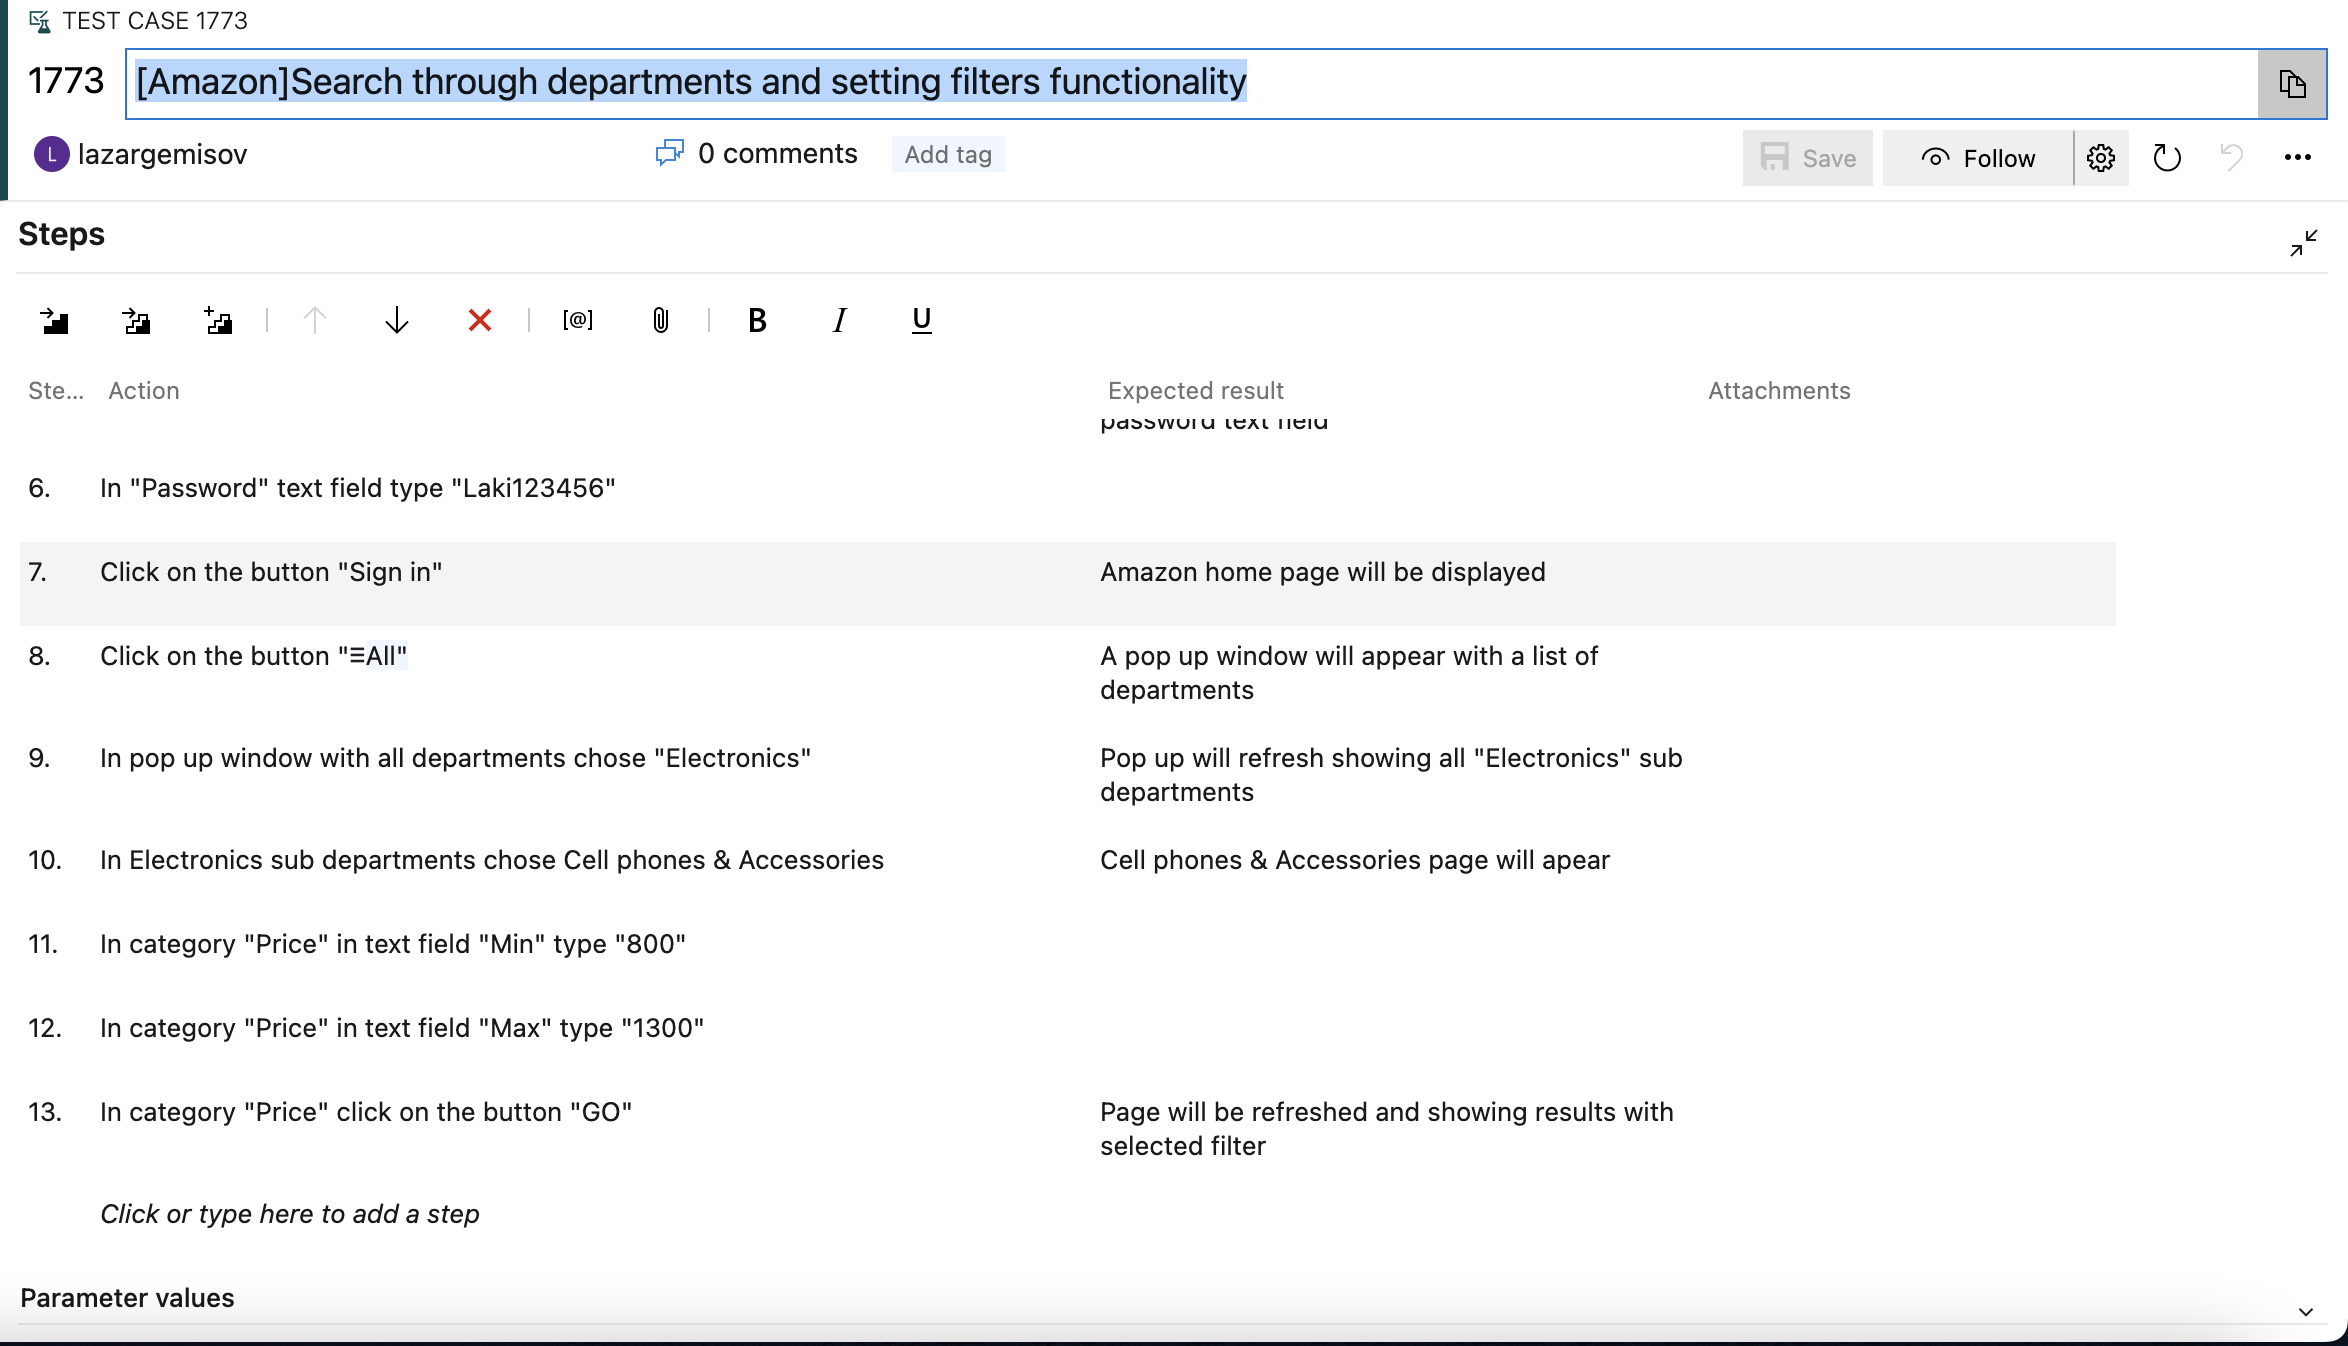 TEST CASE 1773
1773 [Amazon]Search through departments and setting filters functionality
L lazargemisov 0 comments Add tag Save Follow
Steps
[@] B I U
Ste... Action Expected result Attachments
password text field
6. In "Password" text field type "Laki123456"
7. Click on the button "Sign in" Amazon home page will be displayed
8. Click on the button "≡All" A pop up window will appear with a list of
departments
9. In pop up window with all departments chose "Electronics" Pop up will refresh showing all "Electronics" sub
departments
10. In Electronics sub departments chose Cell phones & Accessories Cell phones & Accessories page will apear
11. In category "Price" in text field "Min" type "800"
12. In category "Price" in text field "Max" type "1300"
13. In category "Price" click on the button "GO" Page will be refreshed and showing results with
selected filter
Click or type here to add a step
Parameter values